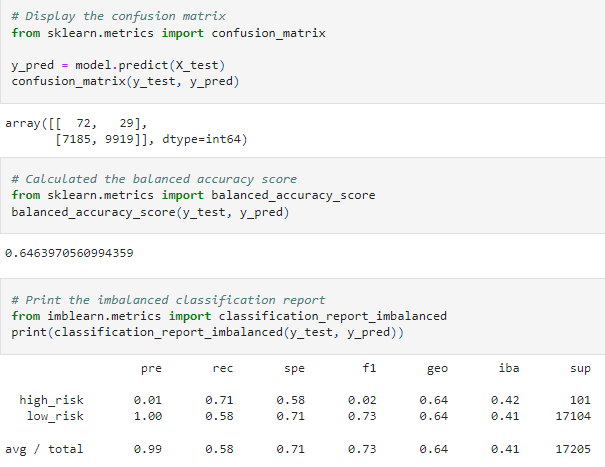 # Display the confusion matrix
from sklearn.metrics import confusion_matrix
y_pred = model.predict(X_test)
confusion_matrix(y_test, y_pred)
array([[  72,   29],
       [7185, 9919]], dtype=int64)
# Calculated the balanced accuracy score
from sklearn.metrics import balanced_accuracy_score
balanced_accuracy_score(y_test, y_pred)
0.6463970560994359
# Print the imbalanced classification report
from imblearn.metrics import classification_report_imbalanced
print(classification_report_imbalanced(y_test, y_pred))
pre rec spe f1 geo iba sup
high_risk 0.01 0.71 0.58 0.02 0.64 0.42 101
low_risk 1.00 0.58 0.71 0.73 0.64 0.41 17104
avg / total 0.99 0.58 0.71 0.73 0.64 0.41 17205